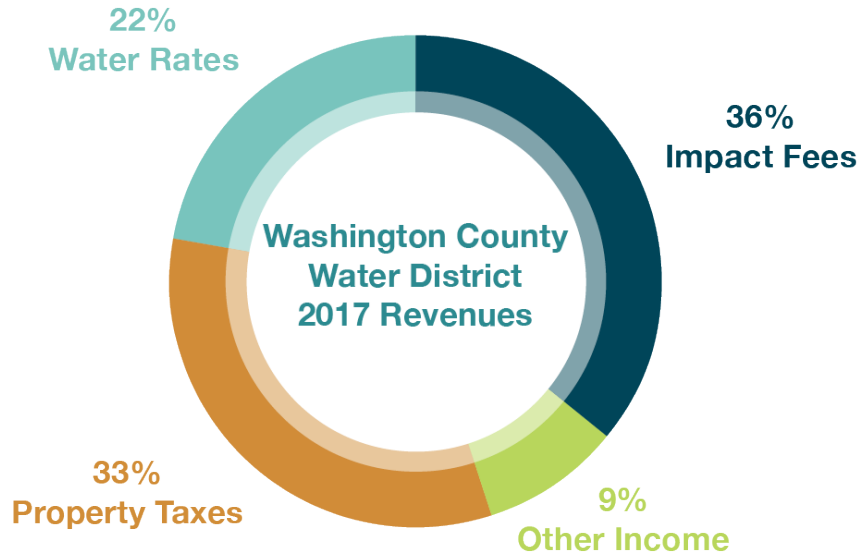 22%
Water Rates
36%
Impact Fees
Washington County
Water District
2017 Revenues
33%
Property Taxes
9%
Other Income